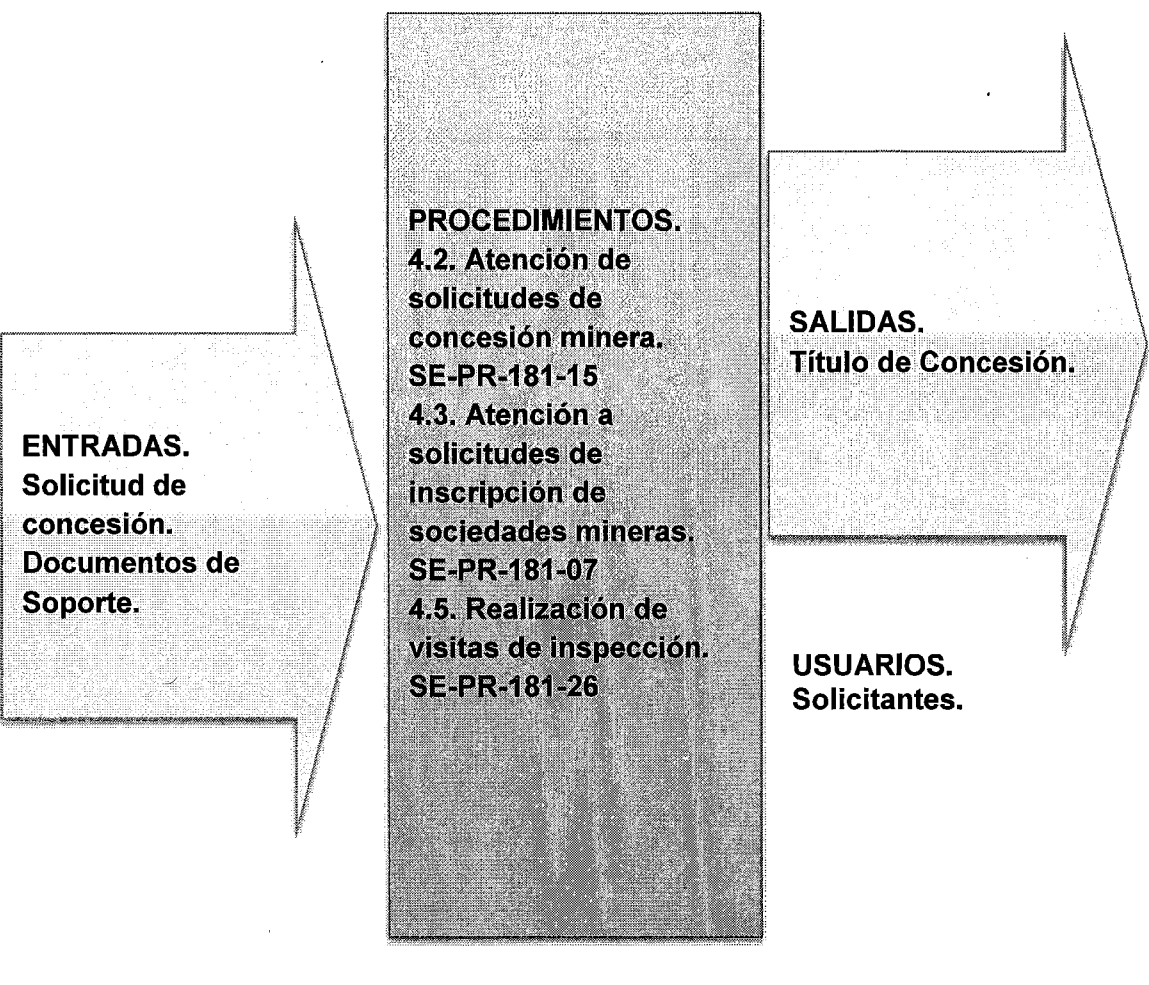 ENTRADAS.
Solicitud de
concesión.
Documentos de
Soporte.
PROCEDIMIENTOS.
4.2. Atención de
solicitudes de
concesión minera.
SE-PR-181-15
4.3. Atención a
solicitudes de
inscripción de
sociedades mineras.
SE-PR-181-07
4.5. Realización de
visitas de inspección.
SE-PR-181-26
SALIDAS.
Título de Concesión.
USUARIOS.
Solicitantes.